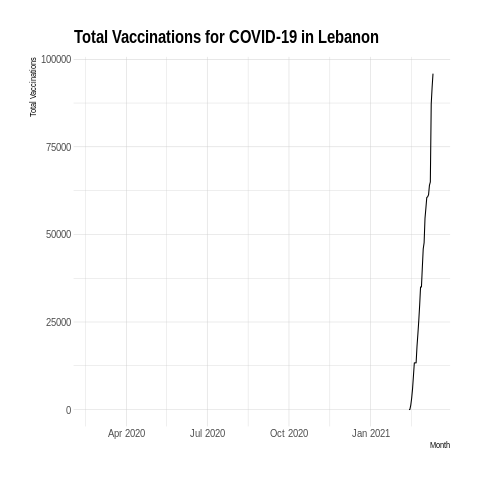 Total Vaccinations for COVID-19 in Lebanon
Total Vaccinations
100000
75000
50000
25000
0
Apr 2020 Jul 2020 Oct 2020 Jan 2021
Month